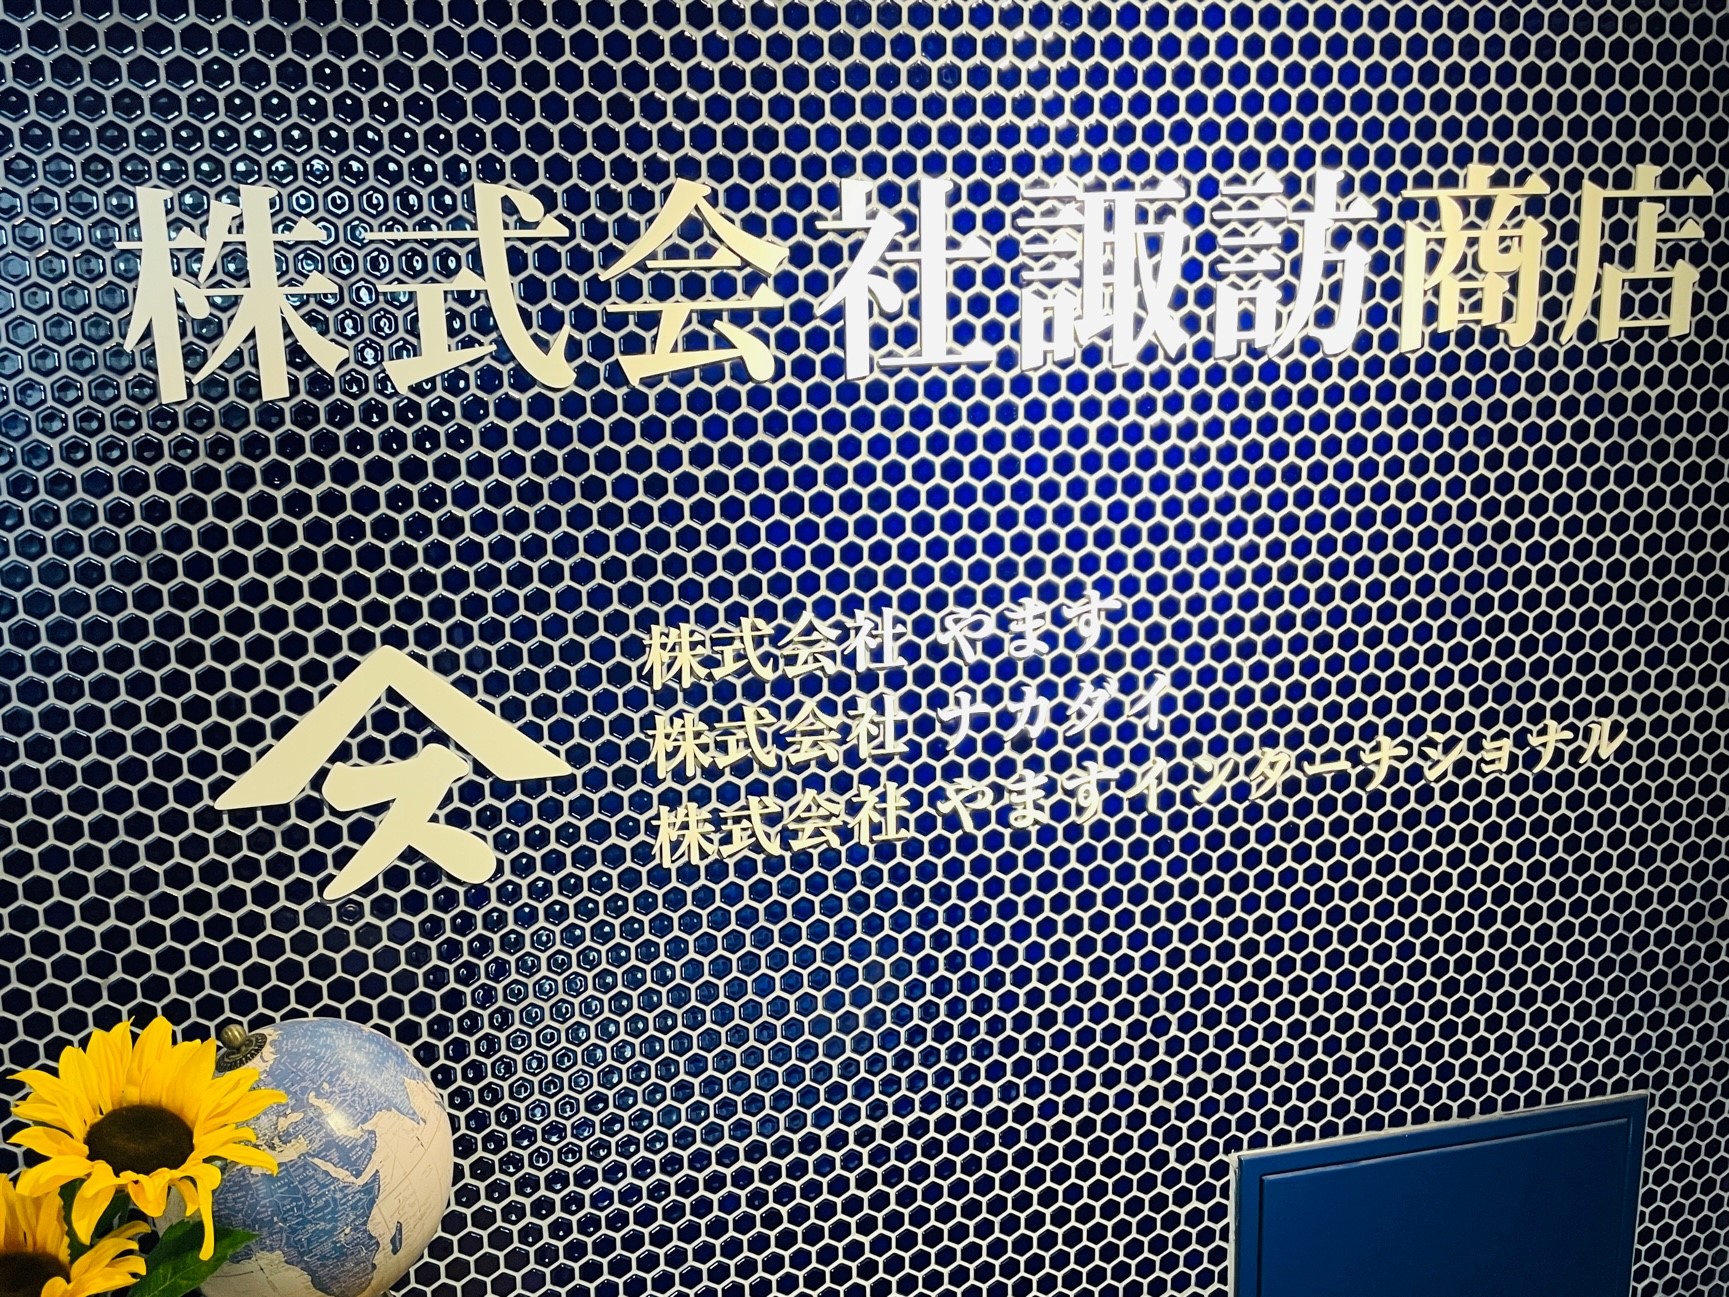 株式会社諏訪商店
株式会社 やます
株式会社 ナカダイ
株式会社 やますインターナショナル
ス